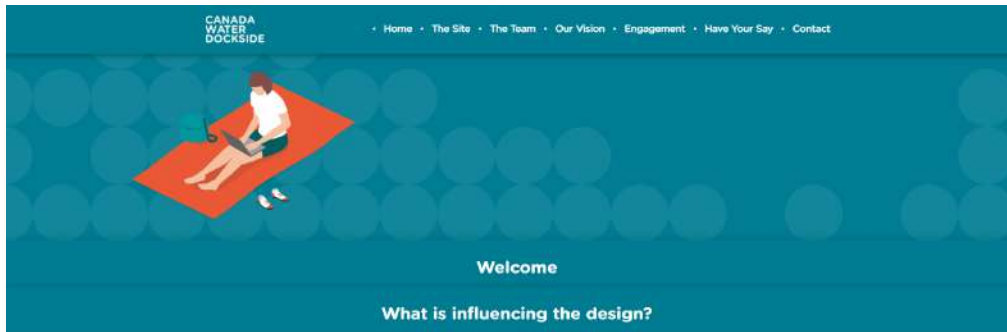 CANADA
WATER
DOCKSIDE
• Home • The Site • The Team • Our Vision • Engagement • Have Your Say • Contact
Welcome
What is influencing the design?